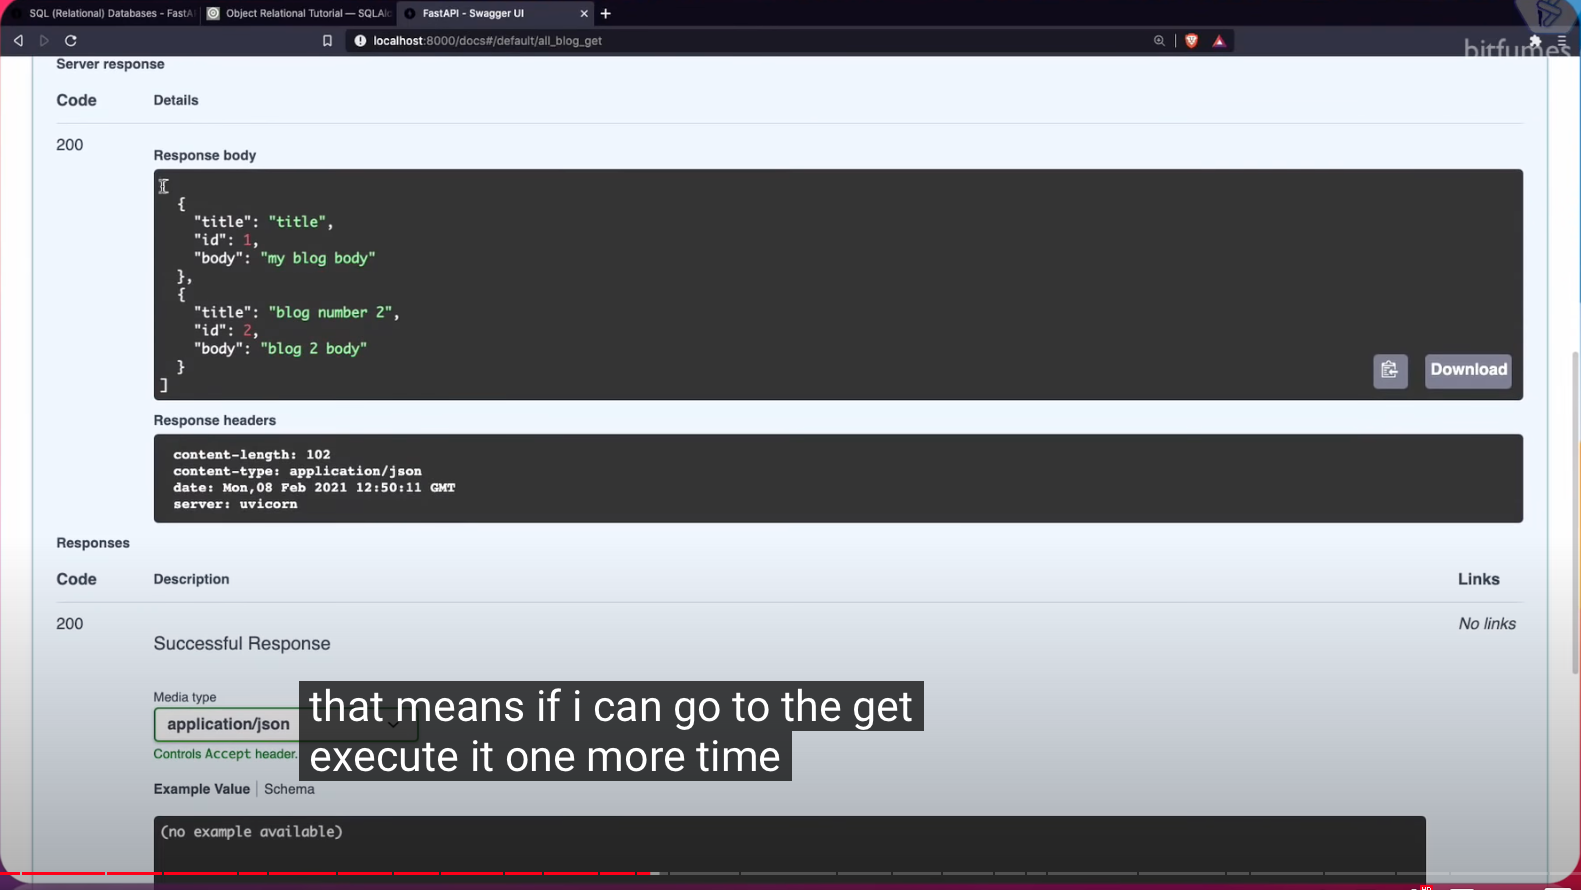 SQL (Relational) Databases - FastA
Object Relational Tutorial — SQLAl
FastAPI - Swagger UI
localhost:8000/docs#/default/all_blog_get
bitfumes
Server response
Code Details
200
Response body
{
"title": "title",
"id": 1,
"body": "my blog body"
},
{
"title": "blog number 2",
"id": 2,
"body": "blog 2 body"
}
]
Download
Response headers
content-length: 102
content-type: application/json
date: Mon,08 Feb 2021 12:50:11 GMT
server: uvicorn
Responses
Code Description Links
200 No links
Successful Response
Media type
application/json
Controls Accept header.
that means if i can go to the get
execute it one more time
Example Value Schema
(no example available)